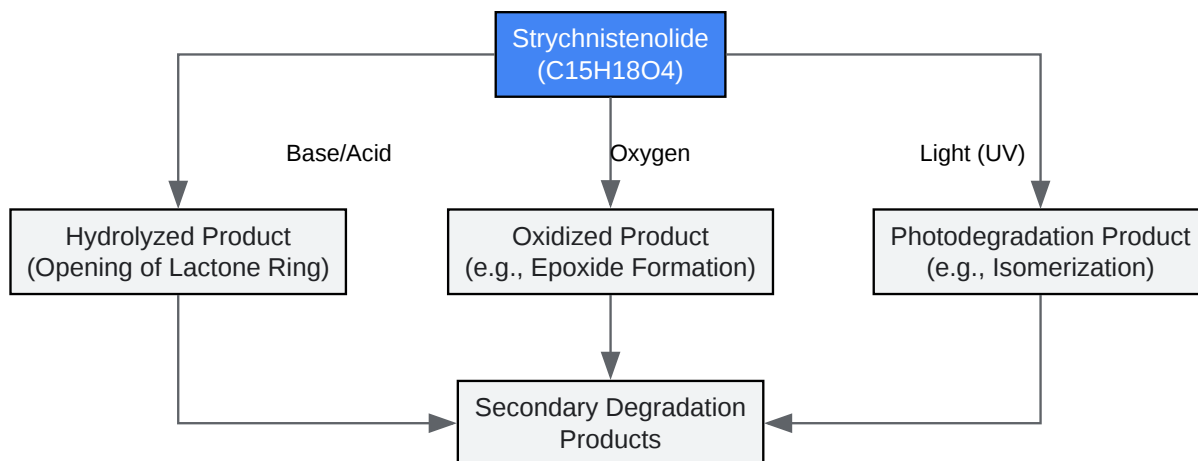 Strychnistenolide
(C15H18O4)
Base/Acid
Oxygen
Light (UV)
Hydrolyzed Product
(Opening of Lactone Ring)
Oxidized Product
(e.g., Epoxide Formation)
Photodegradation Product
(e.g., Isomerization)
Secondary Degradation
Products